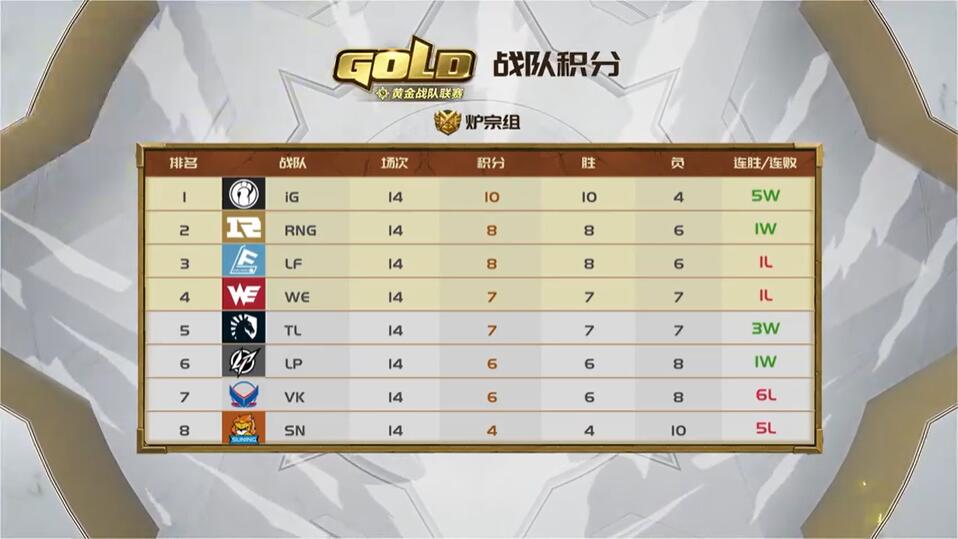 GOLD 战队积分
黄金战队联赛
炉宗组
排名 战队 场次 积分 胜 负 连胜/连败
1 iG 14 10 10 4 5W
2 RNG 14 8 8 6 1W
3 LF 14 8 8 6 1L
4 WE 14 7 7 7 1L
5 TL 14 7 7 7 3W
6 LP 14 6 6 8 1W
7 VK 14 6 6 8 6L
8 SUNING SN 14 4 4 10 5L